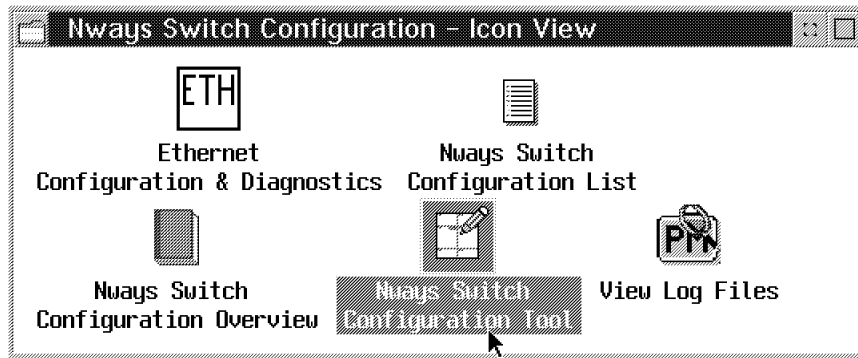 Nways Switch Configuration - Icon View
ETH
Ethernet
Configuration & Diagnostics
Nways Switch
Configuration List
Nways Switch
Configuration Overview
Nways Switch
Configuration Tool
PM
View Log Files